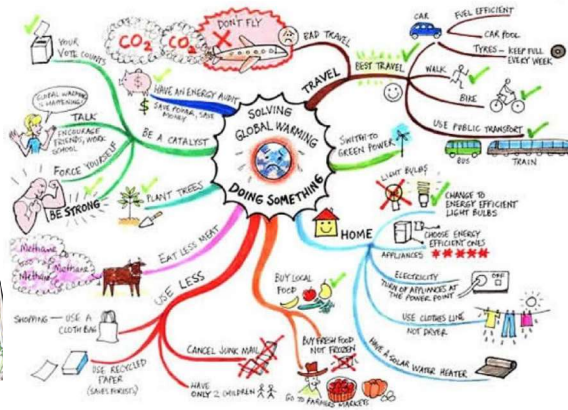 SOLVING
GLOBAL WARMING
DOING SOMETHING
TRAVEL
BAD TRAVEL
DON'T FLY
CO2
CO2
BEST TRAVEL
CAR
FUEL EFFICIENT
CAR POOL
TYRES - KEEP FULL
EVERY WEEK
WALK
BIKE
USE PUBLIC TRANSPORT
BUS
TRAIN
SWITCH TO
GREEN POWER
HOME
LIGHT BULBS
CHANGE TO
ENERGY EFFICIENT
LIGHT BULBS
APPLIANCES
CHOOSE ENERGY
EFFICIENT ONES
ELECTRICITY
TURN OF APPLIANCES AT
THE POWER POINT
USE CLOTHES LINE
NOT DRYER
HAVE A SOLAR
WATER HEATER
BUY LOCAL
FOOD
BUY FRESH FOOD
NOT FROZEN
GO TO FARMERS MARKETS
USE LESS
CANCEL JUNK MAIL
HAVE
ONLY 2 CHILDREN
USE RECYCLED
PAPER
(SAVES FORESTS)
SHOPPING - USE A
CLOTH BAG
EAT LESS MEAT
Methane
Methane
Methane
PLANT TREES
BE A CATALYST
YOUR
VOTE COUNTS
TALK
ENCOURAGE
FRIENDS, WORK
SCHOOL
GLOBAL WARMING
IS HAPPENING!
FORCE YOURSELF
BE STRONG
HAVE AN ENERGY AUDIT
SAVE POWER, SAVE
MONEY